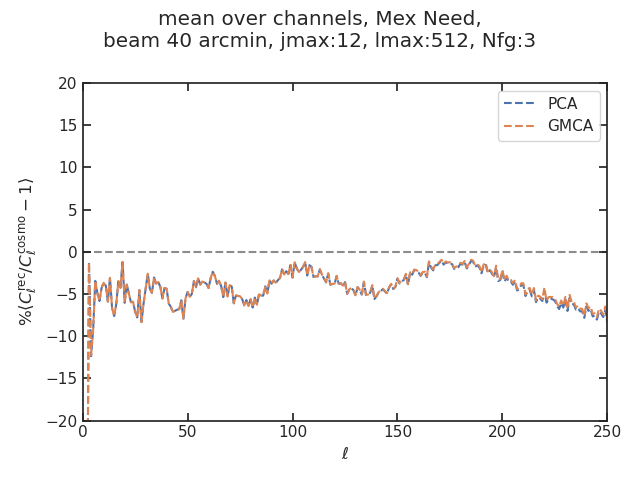 mean over channels, Mex Need,
beam 40 arcmin, jmax:12, lmax:512, Nfg:3
%⟨C_ℓ^rec/C_ℓ^cosmo − 1⟩
20
15
10
5
0
−5
−10
−15
−20
PCA
GMCA
0 50 100 150 200 250
ℓ